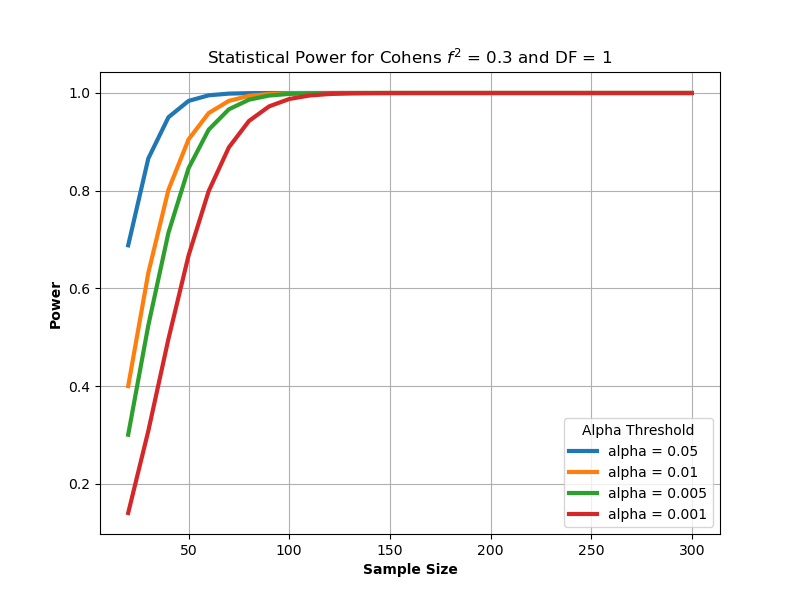 Statistical Power for Cohens $f^2$ = 0.3 and DF = 1
1.0
0.8
0.6
0.4
0.2
Power
50
100
150
200
250
300
Sample Size
Alpha Threshold
alpha = 0.05
alpha = 0.01
alpha = 0.005
alpha = 0.001